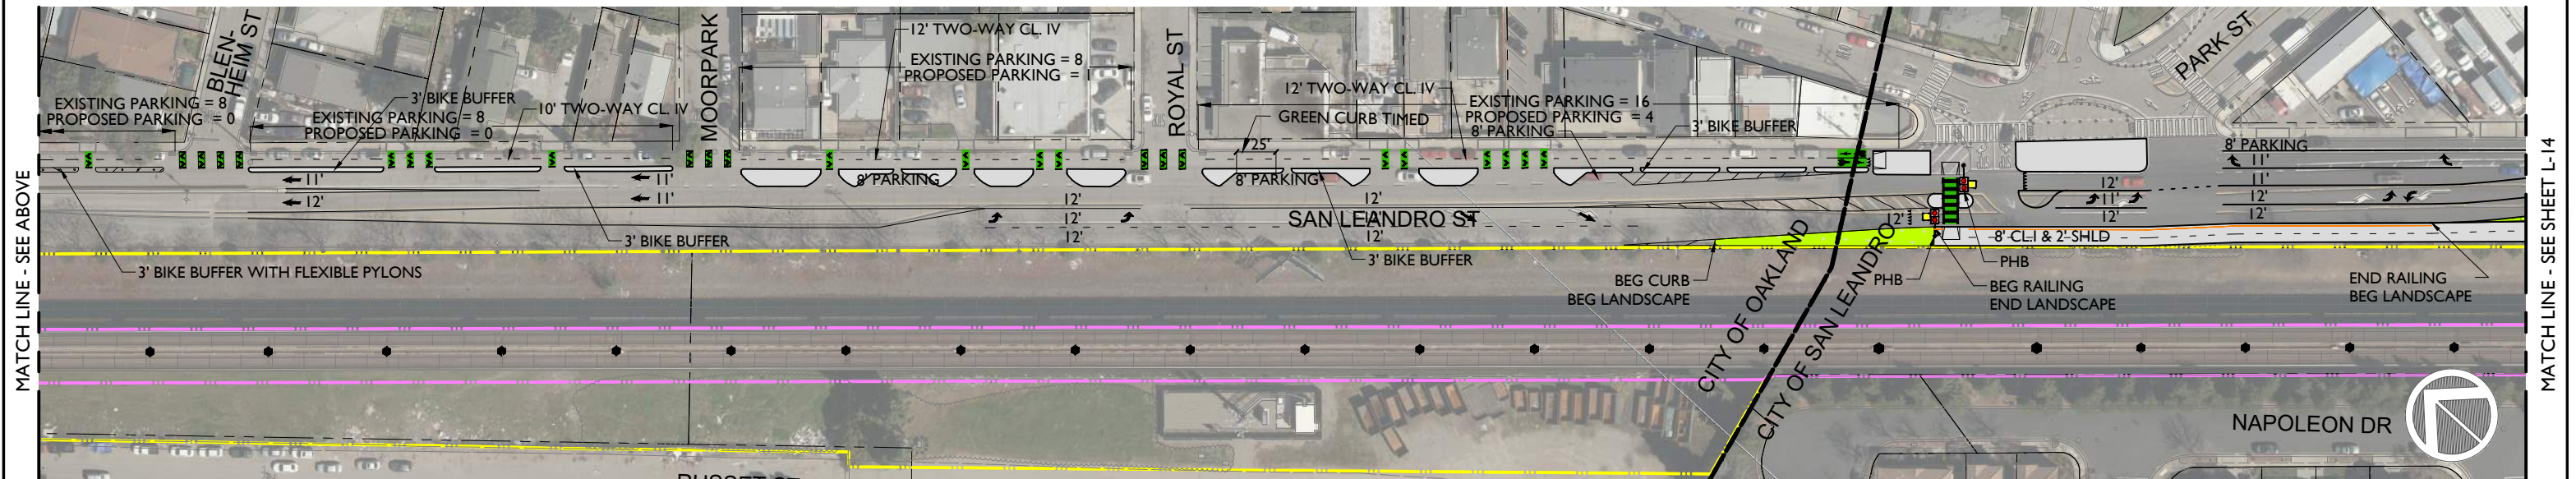 MATCH LINE - SEE ABOVE
BLEN-
HEIM ST
MOORPARK
ROYAL ST
PARK ST
12' TWO-WAY CL. IV
EXISTING PARKING = 8
PROPOSED PARKING = 1
EXISTING PARKING = 8
PROPOSED PARKING = 0
3' BIKE BUFFER
EXISTING PARKING = 8
PROPOSED PARKING = 0
10' TWO-WAY CL. IV
12' TWO-WAY CL. IV
GREEN CURB TIMED
EXISTING PARKING = 16
PROPOSED PARKING = 4
8' PARKING
3' BIKE BUFFER
25'
8' PARKING
8' PARKING
8' PARKING
11'
12'
11'
11'
12'
12'
12'
SAN LEANDRO ST
12'
12'
12'
12'
12'
11'
12'
11'
11'
12'
12'
3' BIKE BUFFER
3' BIKE BUFFER WITH FLEXIBLE PYLONS
3' BIKE BUFFER
8' CL.I & 2'-SHLD
BEG CURB
BEG LANDSCAPE
PHB
PHB
BEG RAILING
END LANDSCAPE
END RAILING
BEG LANDSCAPE
CITY OF OAKLAND
CITY OF SAN LEANDRO
NAPOLEON DR
MATCH LINE - SEE SHEET L-14